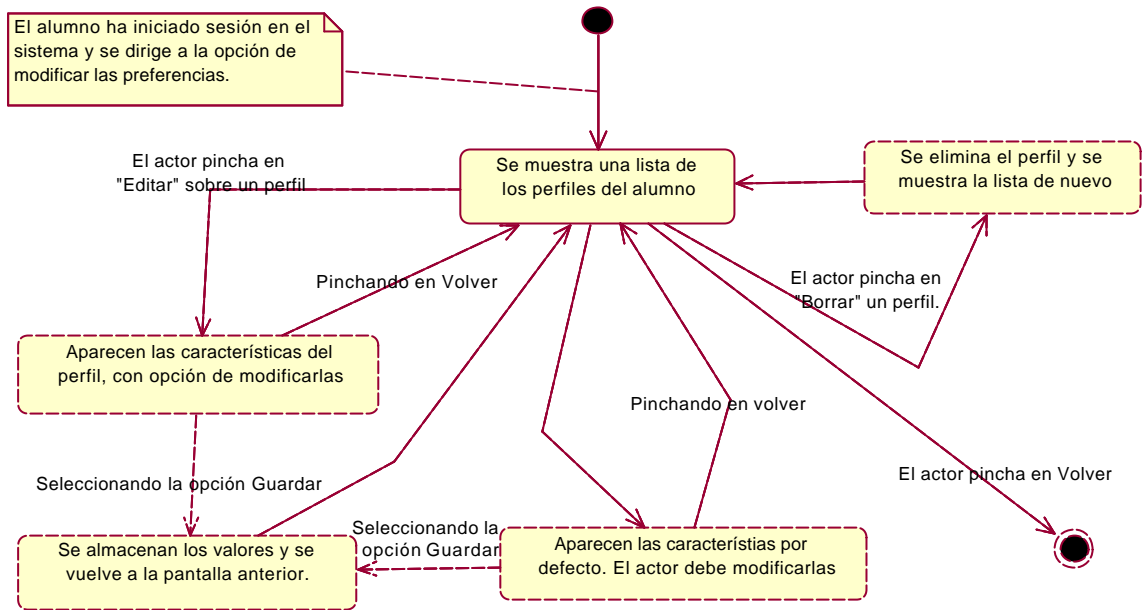 El alumno ha iniciado sesión en el
sistema y se dirige a la opción de
modificar las preferencias.
El actor pincha en
"Editar" sobre un perfil
Se muestra una lista de
los perfiles del alumno
Se elimina el perfil y se
muestra la lista de nuevo
Pinchando en Volver
El actor pincha en
"Borrar" un perfil.
Aparecen las características del
perfil, con opción de modificarlas
Pinchando en volver
Seleccionando la opción Guardar
El actor pincha en Volver
Se almacenan los valores y se
vuelve a la pantalla anterior.
Seleccionando la
opción Guardar
Aparecen las característias por
defecto. El actor debe modificarlas